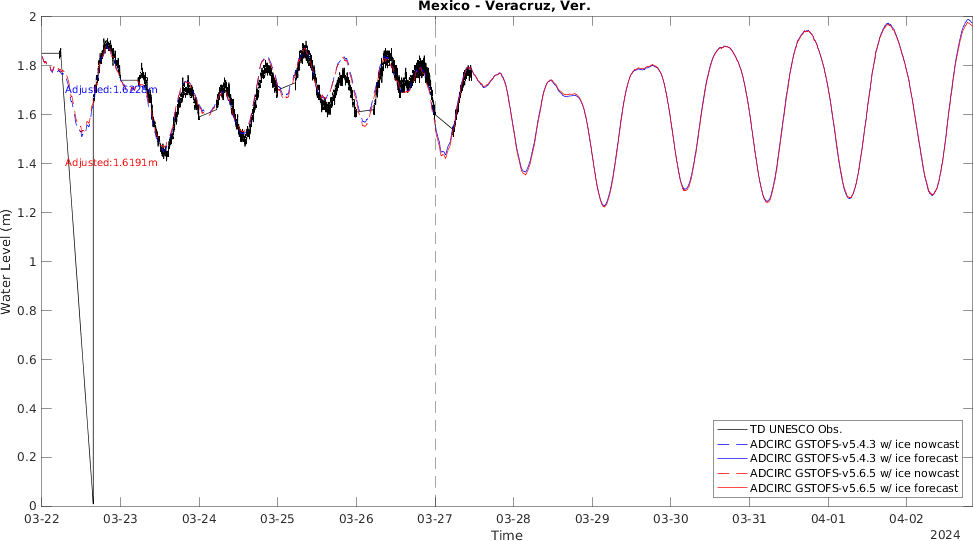 Mexico - Veracruz, Ver.
Water Level (m)
2
1.8
1.6
1.4
1.2
1
0.8
0.6
0.4
0.2
0
Adjusted:1.6228m
Adjusted:1.6191m
TD UNESCO Obs.
ADCIRC GSTOFS-v5.4.3 w/ ice nowcast
ADCIRC GSTOFS-v5.4.3 w/ ice forecast
ADCIRC GSTOFS-v5.6.5 w/ ice nowcast
ADCIRC GSTOFS-v5.6.5 w/ ice forecast
03-22 03-23 03-24 03-25 03-26 03-27 03-28 03-29 03-30 03-31 04-01 04-02
Time
2024